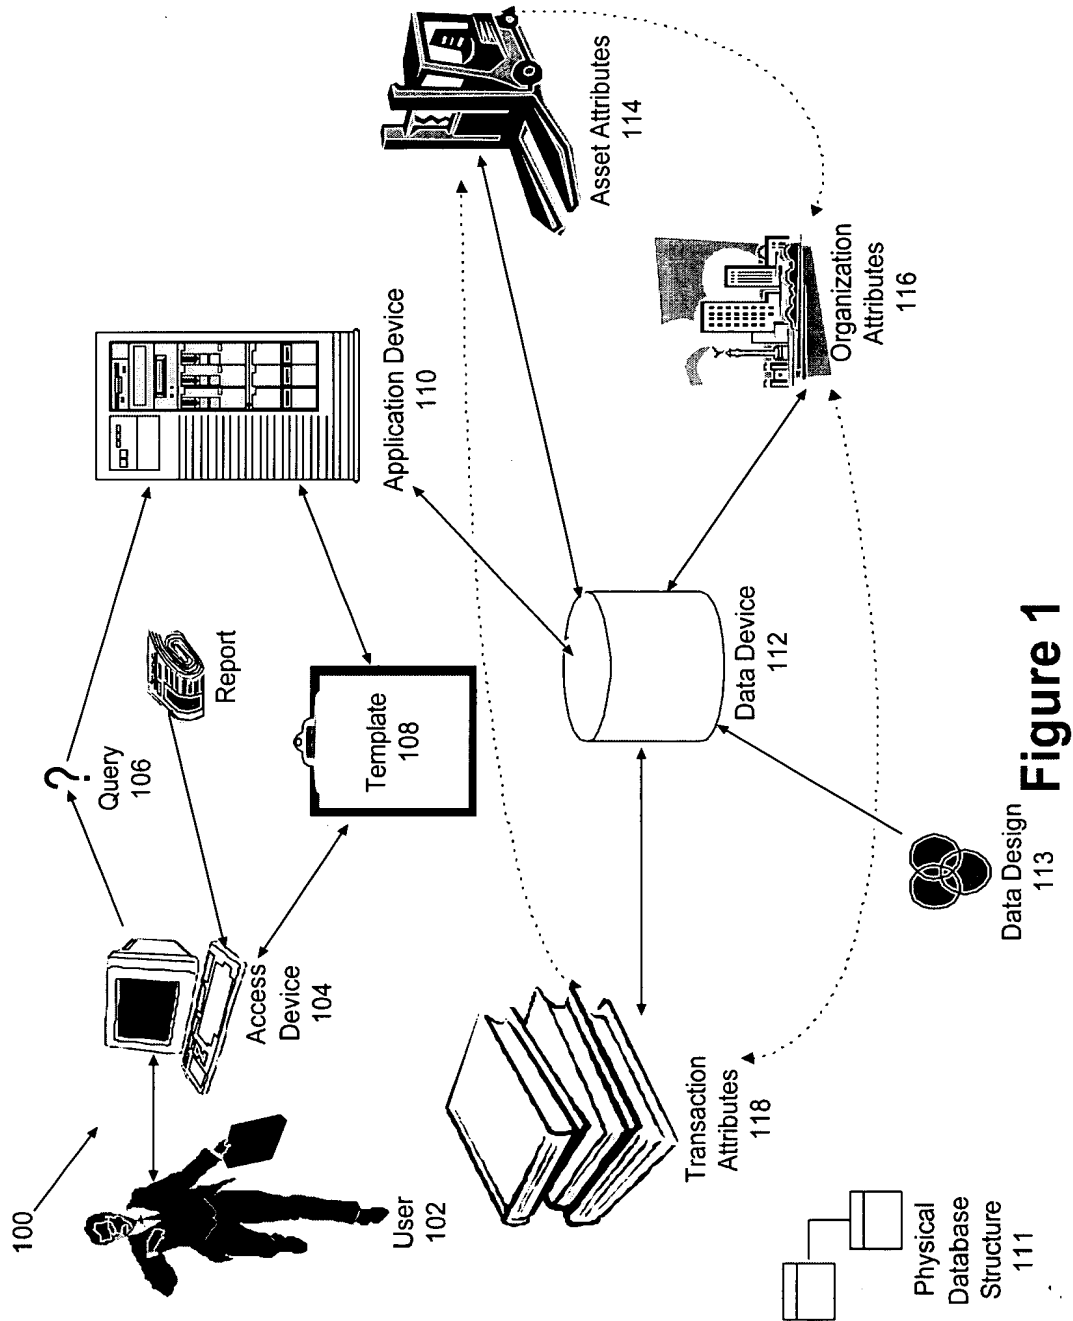 100
User
102
Access
Device
104
?
Query
106
Report
Template
108
Application Device
110
Asset Attributes
114
Organization
Attributes
116
Data Device
112
Transaction
Attributes
118
Data Design
113
Physical
Database
Structure
111
Figure 1